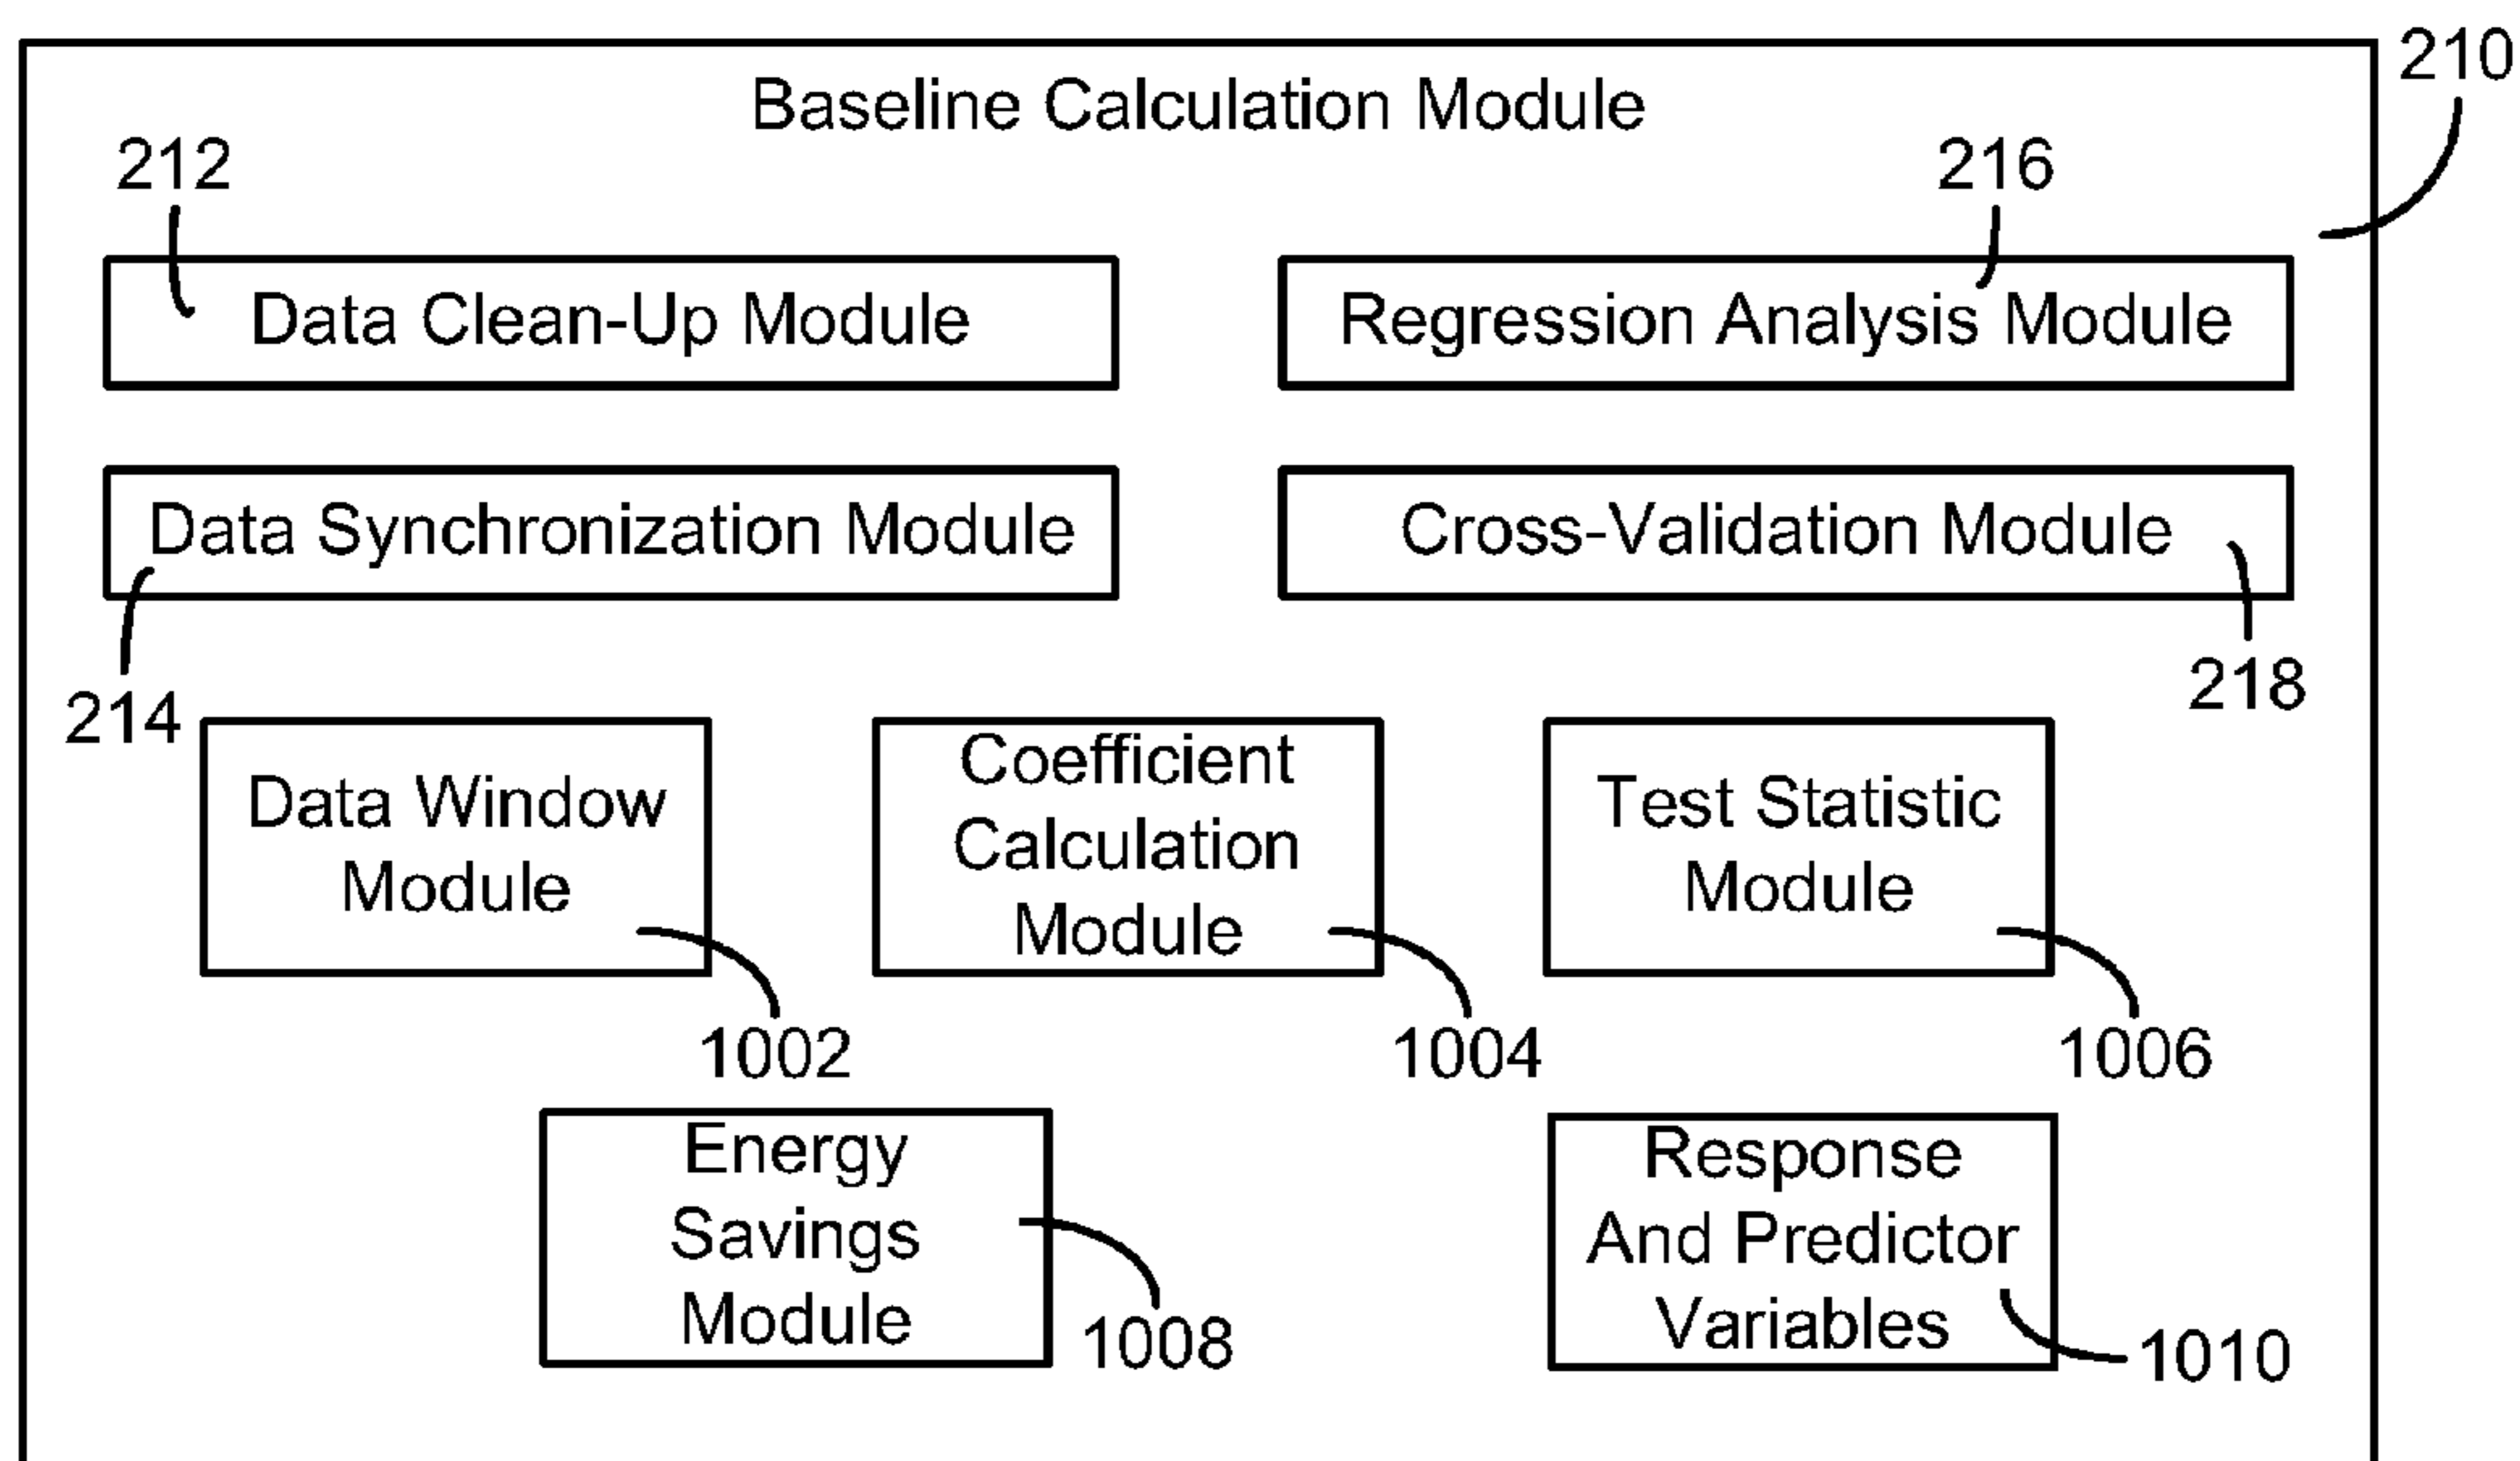 210
Baseline Calculation Module
212
216
Data Clean-Up Module
Regression Analysis Module
Data Synchronization Module
Cross-Validation Module
214
218
Data Window
Module
1002
Coefficient
Calculation
Module
1004
Test Statistic
Module
1006
Energy
Savings
Module
1008
Response
And Predictor
Variables
1010